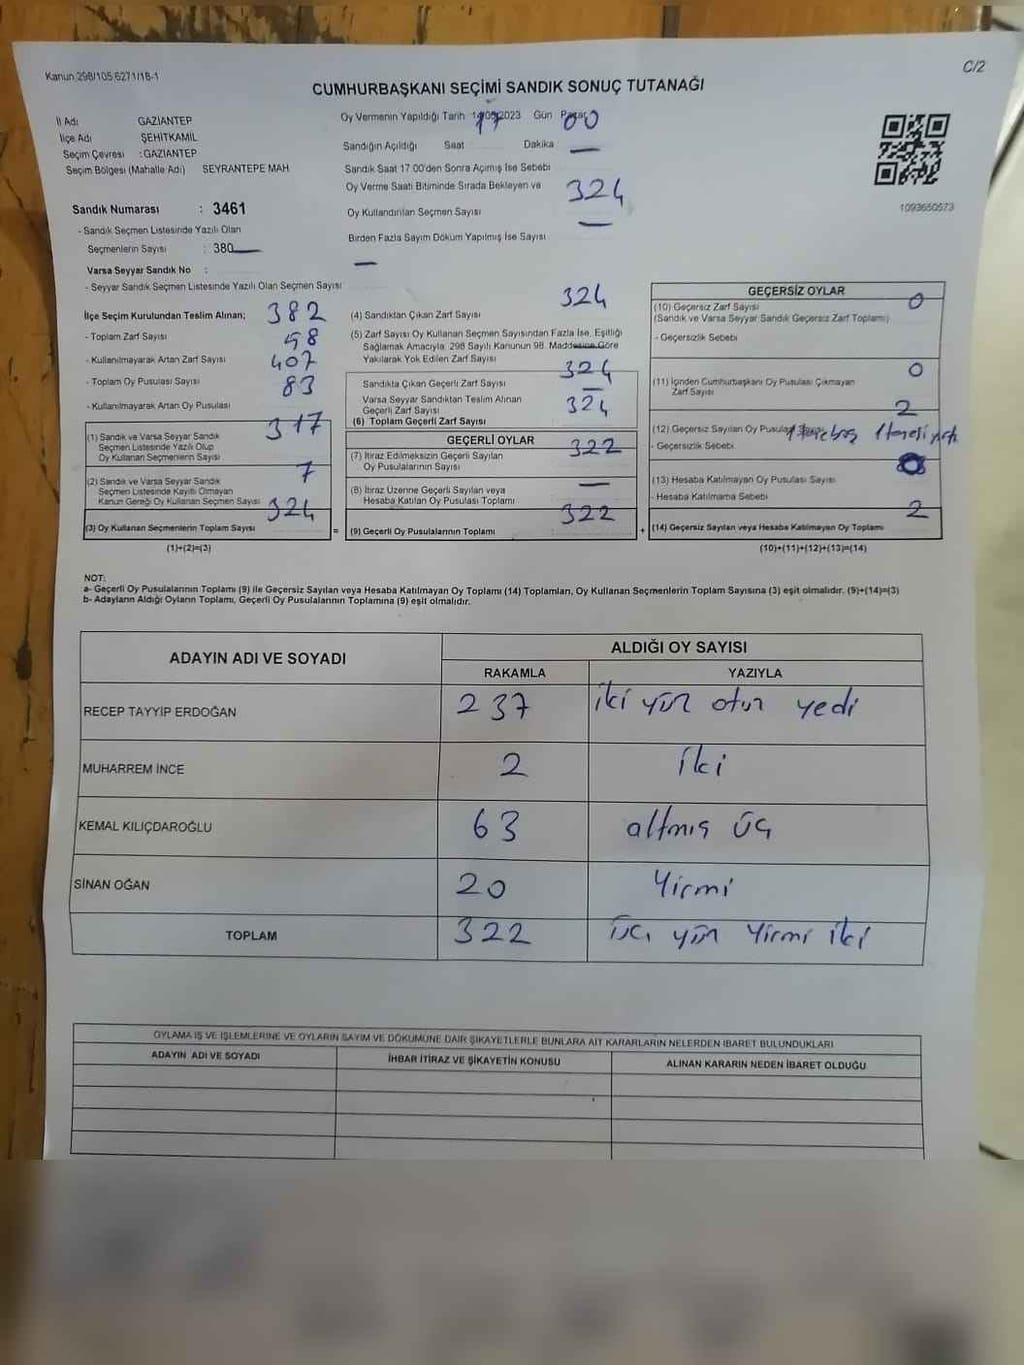 Kanun 298/105.6271/18-1
C/2
CUMHURBAŞKANI SEÇİMİ SANDIK SONUÇ TUTANAĞI
İl Adı GAZİANTEP
İlçe Adı ŞEHİTKAMİL
Seçim Çevresi :GAZİANTEP
Seçim Bölgesi (Mahalle Adı) SEYRANTEPE MAH
Sandık Numarası : 3461
- Sandık Seçmen Listesinde Yazılı Olan
Seçmenlerin Sayısı : 380
Varsa Seyyar Sandık No :
- Seyyar Sandık Seçmen Listesinde Yazılı Olan Seçmen Sayısı —
Oy Vermenin Yapıldığı Tarih 2023 Gün
Sandığın Açıldığı Saat 17 Dakika 00
Sandık Saat 17.00'den Sonra Açılmış İse Sebebi —
Oy Verme Saati Bitiminde Sırada Bekleyen ve
Oy Kullandırılan Seçmen Sayısı 324
Birden Fazla Sayım Döküm Yapılmış İse Sayısı —
1093650573
İlçe Seçim Kurulundan Teslim Alınan;
- Toplam Zarf Sayısı 382
- Kullanılmayarak Artan Zarf Sayısı 58
- Toplam Oy Pusulası Sayısı 407
- Kullanılmayarak Artan Oy Pusulası 83
(1) Sandık ve Varsa Seyyar Sandık
Seçmen Listesinde Yazılı Olup
Oy Kullanan Seçmenlerin Sayısı 317
(2) Sandık ve Varsa Seyyar Sandık
Seçmen Listesinde Kayıtlı Olmayan
Kanun Gereği Oy Kullanan Seçmen Sayısı 7
(3) Oy Kullanan Seçmenlerin Toplam Sayısı 324
(1)+(2)=(3)
(4) Sandıktan Çıkan Zarf Sayısı 324
(5) Zarf Sayısı Oy Kullanan Seçmen Sayısından Fazla İse, Eşitliği
Sağlamak Amacıyla; 298 Sayılı Kanunun 98. Maddesine Göre
Yakılarak Yok Edilen Zarf Sayısı —
Sandıkta Çıkan Geçerli Zarf Sayısı 324
Varsa Seyyar Sandıktan Teslim Alınan
Geçerli Zarf Sayısı —
(6) Toplam Geçerli Zarf Sayısı 324
GEÇERLİ OYLAR
(7) İtiraz Edilmeksizin Geçerli Sayılan
Oy Pusulalarının Sayısı 322
(8) İtiraz Üzerine Geçerli Sayılan veya
Hesaba Katılan Oy Pusulası Toplamı —
= (9) Geçerli Oy Pusulalarının Toplamı 322
GEÇERSİZ OYLAR
(10) Geçersiz Zarf Sayısı 0
(Sandık ve Varsa Seyyar Sandık Geçersiz Zarf Toplamı)
- Geçersizlik Sebebi
(11) İçinden Cumhurbaşkanı Oy Pusulası Çıkmayan
Zarf Sayısı 0
(12) Geçersiz Sayılan Oy Pusulası 2
- Geçersizlik Sebebi
(13) Hesaba Katılmayan Oy Pusulası Sayısı
- Hesaba Katılmama Sebebi
+ (14) Geçersiz Sayılan veya Hesaba Katılmayan Oy Toplamı 2
(10)+(11)+(12)+(13)=(14)
NOT:
a- Geçerli Oy Pusulalarının Toplamı (9) ile Geçersiz Sayılan veya Hesaba Katılmayan Oy Toplamı (14) Toplamları, Oy Kullanan Seçmenlerin Toplam Sayısına (3) eşit olmalıdır. (9)+(14)=(3)
b- Adayların Aldığı Oyların Toplamı, Geçerli Oy Pusulalarının Toplamına (9) eşit olmalıdır.
ADAYIN ADI VE SOYADI
ALDIĞI OY SAYISI
RAKAMLA YAZIYLA
RECEP TAYYİP ERDOĞAN 237 iki yüz otuz yedi
MUHARREM İNCE 2 iki
KEMAL KILIÇDAROĞLU 63 altmış üç
SİNAN OĞAN 20 Yirmi
TOPLAM 322 üç yüz Yirmi iki
OYLAMA İŞ VE İŞLEMLERİNE VE OYLARIN SAYIM VE DÖKÜMÜNE DAİR ŞİKAYETLERLE BUNLARA AİT KARARLARIN NELERDEN İBARET BULUNDUKLARI
ADAYIN ADI VE SOYADI İHBAR İTİRAZ VE ŞİKAYETİN KONUSU ALINAN KARARIN NEDEN İBARET OLDUĞU